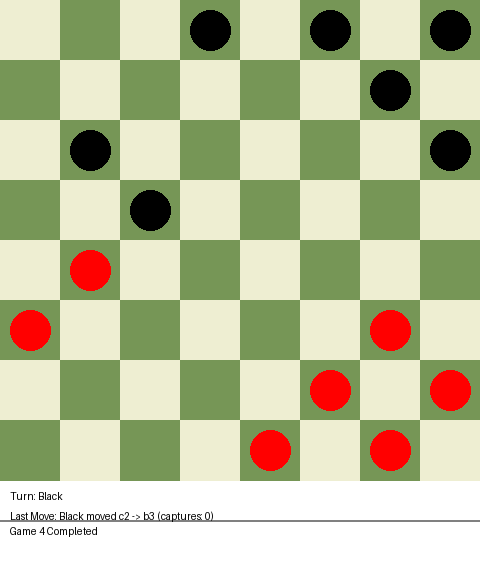 Turn: Black
Last Move: Black moved c2 -> b3 (captures: 0)
Game 4 Completed